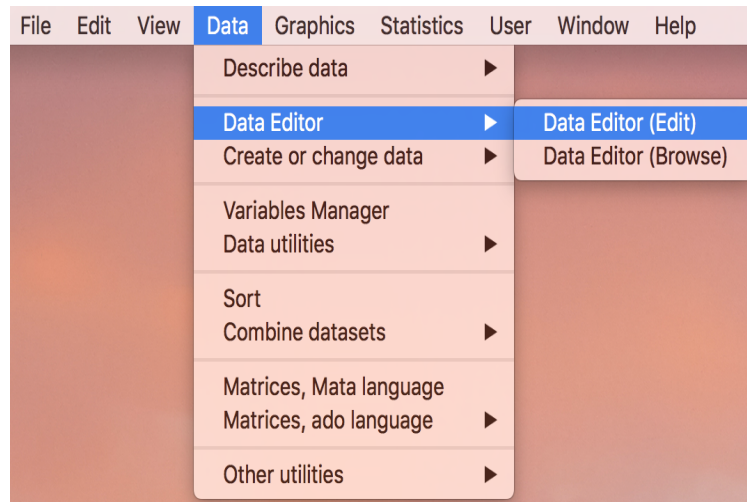 File Edit View Data Graphics Statistics User Window Help
Describe data
Data Editor
Data Editor (Edit)
Create or change data
Data Editor (Browse)
Variables Manager
Data utilities
Sort
Combine datasets
Matrices, Mata language
Matrices, ado language
Other utilities